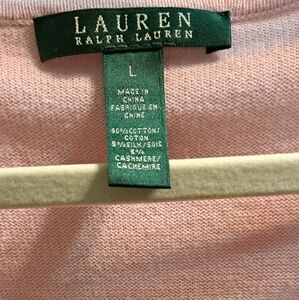 LAUREN
RALPH LAUREN
L
MADE IN
CHINA
FABRIQUE EN
CHINE
90%COTTON/
COTON
5%SILK/SOIE
5%
CASHMERE/
CACHEMIRE